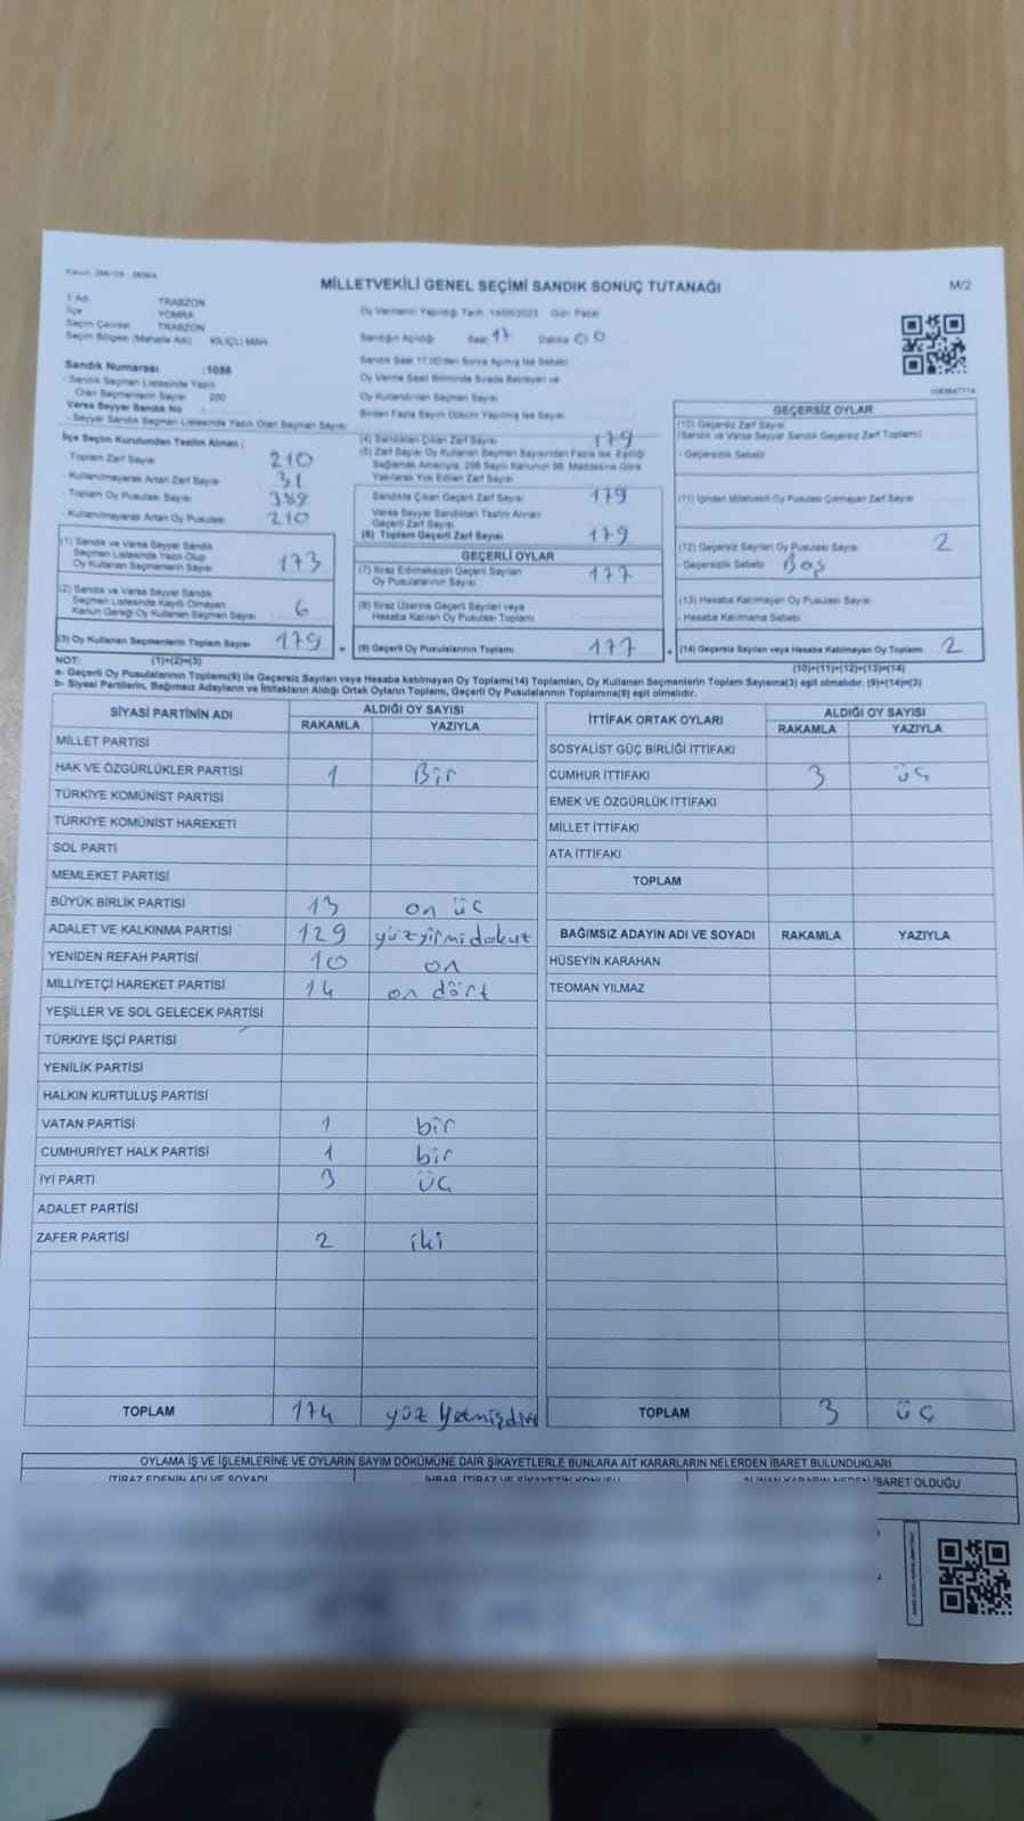 MİLLETVEKİLİ GENEL SEÇİMİ SANDIK SONUÇ TUTANAĞI
M/2
TRABZON
İlçe YOMRA
Seçim Çevresi TRABZON
Seçim Bölgesi (Mahalle Adı) KILIÇLI MAH
Oy Vermenin Yapıldığı Tarih 14/05/2023 Gün Pazar
Sandığın Açıldığı Saat 17 Dakika 00
Sandık Saat 17.00'den Sonra Açılmış İse Sebebi
Oy Verme Saati Bitiminde Sırada Bekleyen ve
Oy Kullandırılan Seçmen Sayısı
Birden Fazla Sayım Döküm Yapılmış İse Sayısı
Sandık Numarası :1086
- Sandık Seçmen Listesinde Yazılı
Olan Seçmenlerin Sayısı 200
Varsa Seyyar Sandık No
- Seyyar Sandık Seçmen Listesinde Yazılı Olan Seçmen Sayısı
İlçe Seçim Kurulundan Teslim Alınan :
- Toplam Zarf Sayısı 210
- Kullanılmayarak Artan Zarf Sayısı 31
- Toplam Oy Pusulası Sayısı 389
- Kullanılmayarak Artan Oy Pusulası 210
(1) Sandık ve Varsa Seyyar Sandık
Seçmen Listesinde Yazılı Olup
Oy Kullanan Seçmenlerin Sayısı 173
(2) Sandık ve Varsa Seyyar Sandık
Seçmen Listesinde Kayıtlı Olmayan
Kanun Gereği Oy Kullanan Seçmen Sayısı 6
(3) Oy Kullanan Seçmenlerin Toplam Sayısı 179
(1)+(2)=(3)
(4) Sandıktan Çıkan Zarf Sayısı 179
(5) Zarf Sayısı Oy Kullanan Seçmen Sayısından Fazla ise, Eşitliği
Sağlamak Amacıyla, 298 Sayılı Kanunun 98. Maddesine Göre
Yakılarak Yok Edilen Zarf Sayısı
Sandıkta Çıkan Geçerli Zarf Sayısı 179
Varsa Seyyar Sandıktan Teslim Alınan
Geçerli Zarf Sayısı
(6) Toplam Geçerli Zarf Sayısı 179
GEÇERLİ OYLAR
(7) İtiraz Edilmeksizin Geçerli Sayılan
Oy Pusulalarının Sayısı 177
(8) İtiraz Üzerine Geçerli Sayılan veya
Hesaba Katılan Oy Pusulası Toplamı
(9) Geçerli Oy Pusulalarının Toplamı 177
GEÇERSİZ OYLAR
(10) Geçersiz Zarf Sayısı
(Sandık ve Varsa Seyyar Sandık Geçersiz Zarf Toplamı)
- Geçersizlik Sebebi
(11) İçinden Milletvekili Oy Pusulası Çıkmayan Zarf Sayısı
(12) Geçersiz Sayılan Oy Pusulası Sayısı 2
- Geçersizlik Sebebi Boş
(13) Hesaba Katılmayan Oy Pusulası Sayısı
- Hesaba Katılmama Sebebi
(14) Geçersiz Sayılan veya Hesaba Katılmayan Oy Toplamı 2
(10)+(11)+(12)+(13)=(14)
NOT:
a- Geçerli Oy Pusulalarının Toplamı(9) ile Geçersiz Sayılan veya Hesaba katılmayan Oy Toplamı(14) Toplamları, Oy Kullanan Seçmenlerin Toplam Sayısına(3) eşit olmalıdır. (9)+(14)=(3)
b- Siyasi Partilerin, Bağımsız Adayların ve İttifakların Aldığı Ortak Oyların Toplamı, Geçerli Oy Pusulalarının Toplamına(9) eşit olmalıdır.
SİYASİ PARTİNİN ADI ALDIĞI OY SAYISI
RAKAMLA YAZIYLA
MİLLET PARTİSİ
HAK VE ÖZGÜRLÜKLER PARTİSİ 1 Bir
TÜRKİYE KOMÜNİST PARTİSİ
TÜRKİYE KOMÜNİST HAREKETİ
SOL PARTİ
MEMLEKET PARTİSİ
BÜYÜK BİRLİK PARTİSİ 13 on üç
ADALET VE KALKINMA PARTİSİ 129 yüzyirmidokuz
YENİDEN REFAH PARTİSİ 10 on
MİLLİYETÇİ HAREKET PARTİSİ 14 on dört
YEŞİLLER VE SOL GELECEK PARTİSİ
TÜRKİYE İŞÇİ PARTİSİ
YENİLİK PARTİSİ
HALKIN KURTULUŞ PARTİSİ
VATAN PARTİSİ 1 bir
CUMHURİYET HALK PARTİSİ 1 bir
İYİ PARTİ 3 üç
ADALET PARTİSİ
ZAFER PARTİSİ 2 iki
TOPLAM 174 yüz yetmişdört
İTTİFAK ORTAK OYLARI ALDIĞI OY SAYISI
RAKAMLA YAZIYLA
SOSYALİST GÜÇ BİRLİĞİ İTTİFAKI
CUMHUR İTTİFAKI 3 üç
EMEK VE ÖZGÜRLÜK İTTİFAKI
MİLLET İTTİFAKI
ATA İTTİFAKI
TOPLAM
BAĞIMSIZ ADAYIN ADI VE SOYADI RAKAMLA YAZIYLA
HÜSEYİN KARAHAN
TEOMAN YILMAZ
TOPLAM 3 üç
OYLAMA İŞ VE İŞLEMLERİNE VE OYLARIN SAYIM DÖKÜMÜNE DAİR ŞİKAYETLERLE BUNLARA AİT KARARLARIN NELERDEN İBARET BULUNDUKLARI
İTİRAZ EDENİN ADI VE SOYADI İHBAR, İTİRAZ VE ŞİKAYETİN KONUSU ALINAN KARARIN NEDEN İBARET OLDUĞU